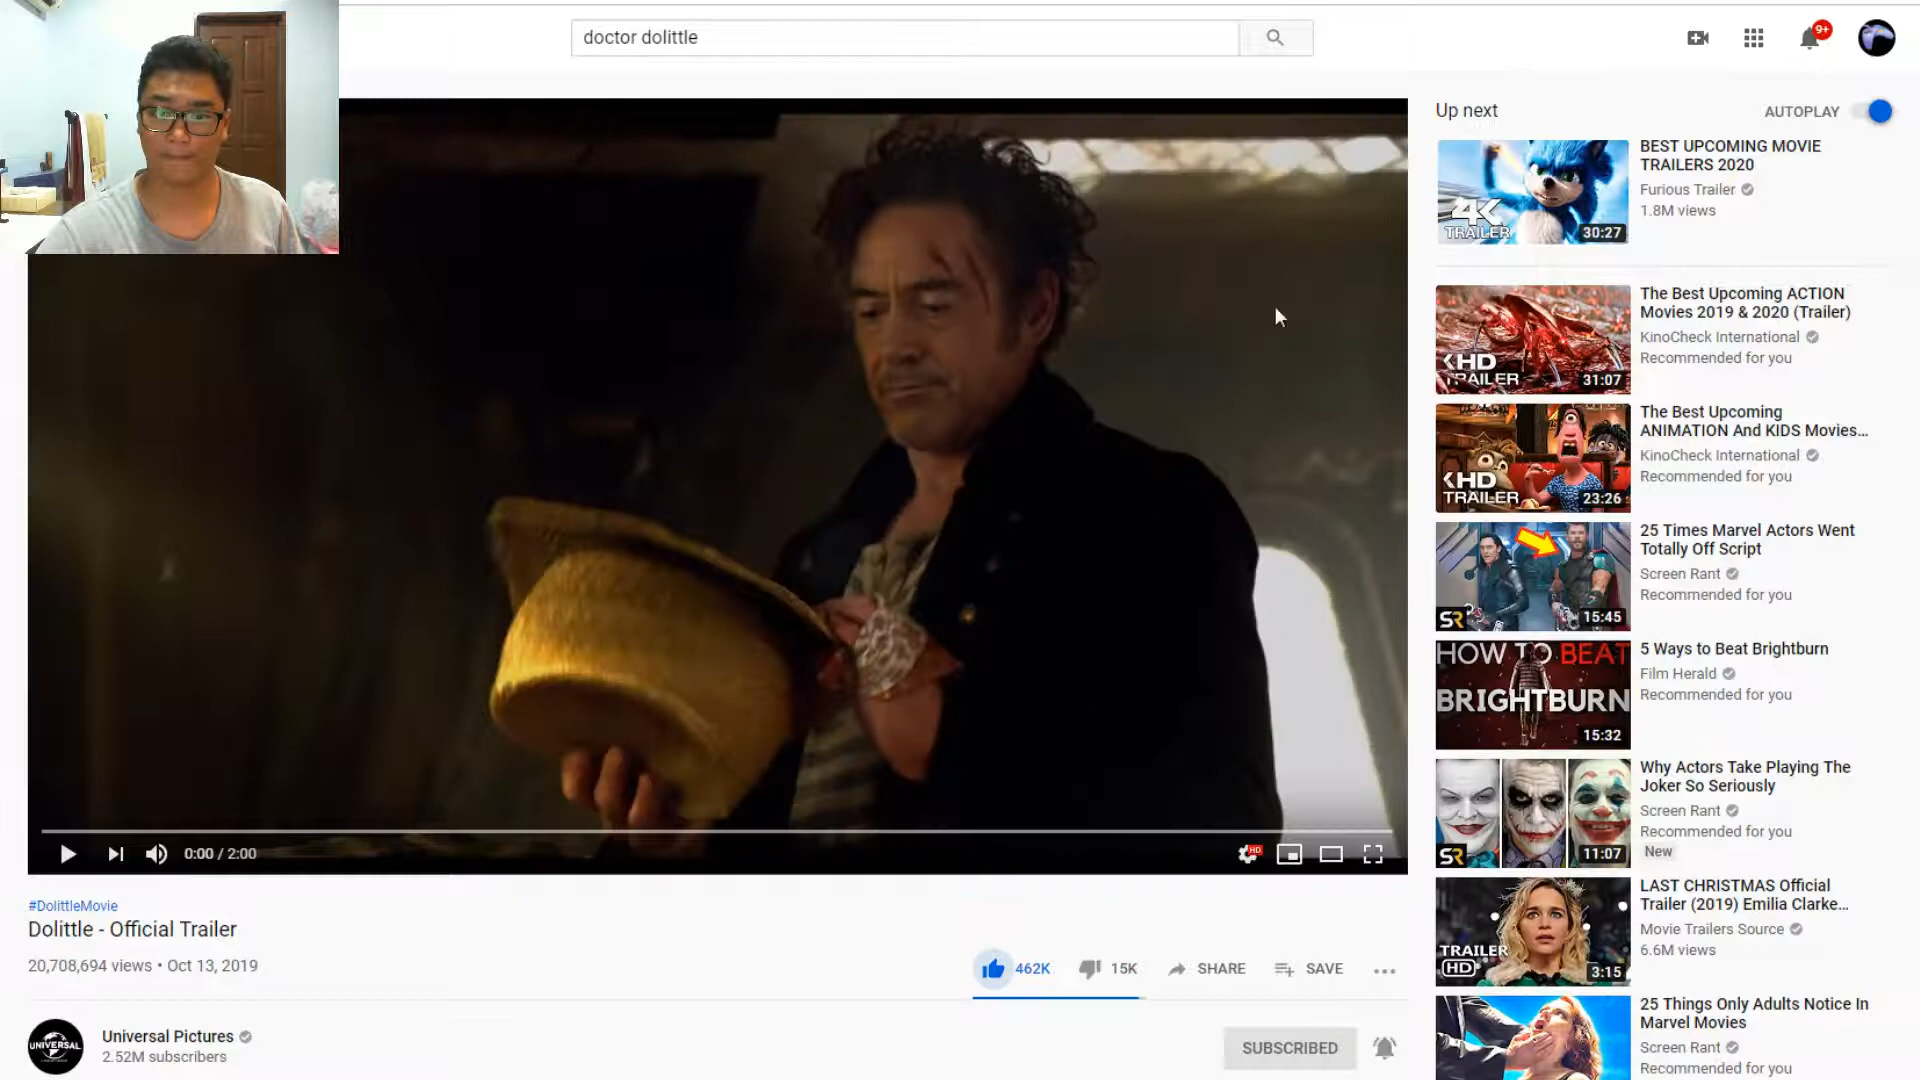 doctor dolittle
9+
Up next
AUTOPLAY
BEST UPCOMING MOVIE
TRAILERS 2020
Furious Trailer
1.8M views
4K
TRAILER
30:27
The Best Upcoming ACTION
Movies 2019 & 2020 (Trailer)
KinoCheck International
Recommended for you
HD
TRAILER
31:07
The Best Upcoming
ANIMATION And KIDS Movies...
KinoCheck International
Recommended for you
HD
TRAILER
23:26
25 Times Marvel Actors Went
Totally Off Script
Screen Rant
Recommended for you
SR
15:45
5 Ways to Beat Brightburn
Film Herald
Recommended for you
HOW TO BEAT
BRIGHTBURN
15:32
Why Actors Take Playing The
Joker So Seriously
Screen Rant
Recommended for you
New
SR
11:07
LAST CHRISTMAS Official
Trailer (2019) Emilia Clarke...
Movie Trailers Source
6.6M views
TRAILER
HD
3:15
25 Things Only Adults Notice In
Marvel Movies
Screen Rant
Recommended for you
0:00 / 2:00
HD
#DolittleMovie
Dolittle - Official Trailer
20,708,694 views • Oct 13, 2019
462K
15K
SHARE
SAVE
UNIVERSAL
Universal Pictures
2.52M subscribers
SUBSCRIBED